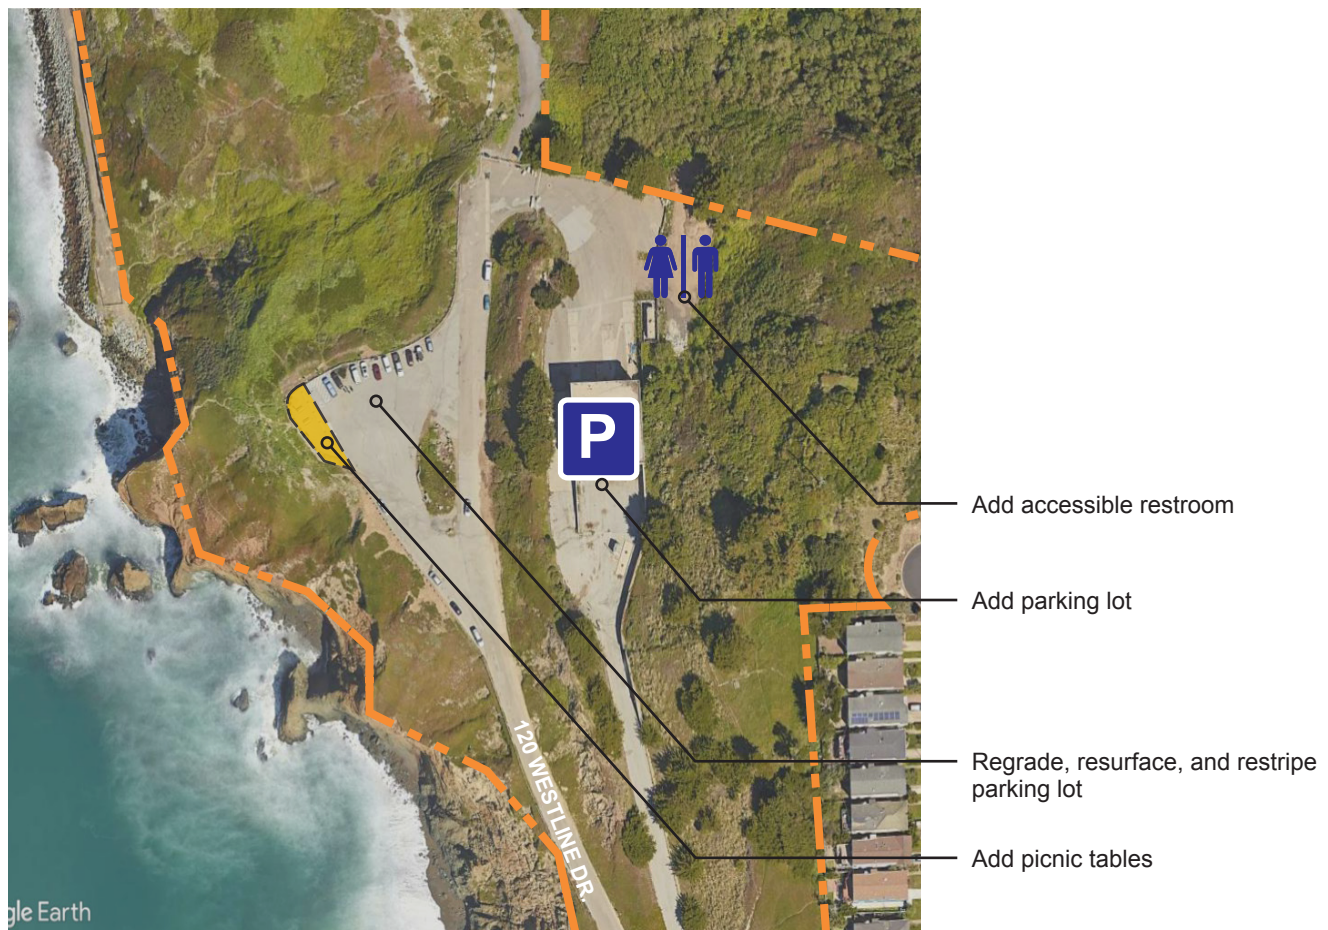 P
Add accessible restroom
Add parking lot
Regrade, resurface, and restripe
parking lot
120 WESTLINE DR.
Add picnic tables
gle Earth